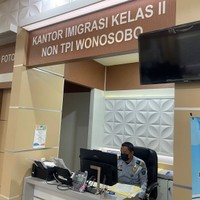 KANTOR IMIGRASI KELAS II
NON TPI WONOSOBO
FOTO